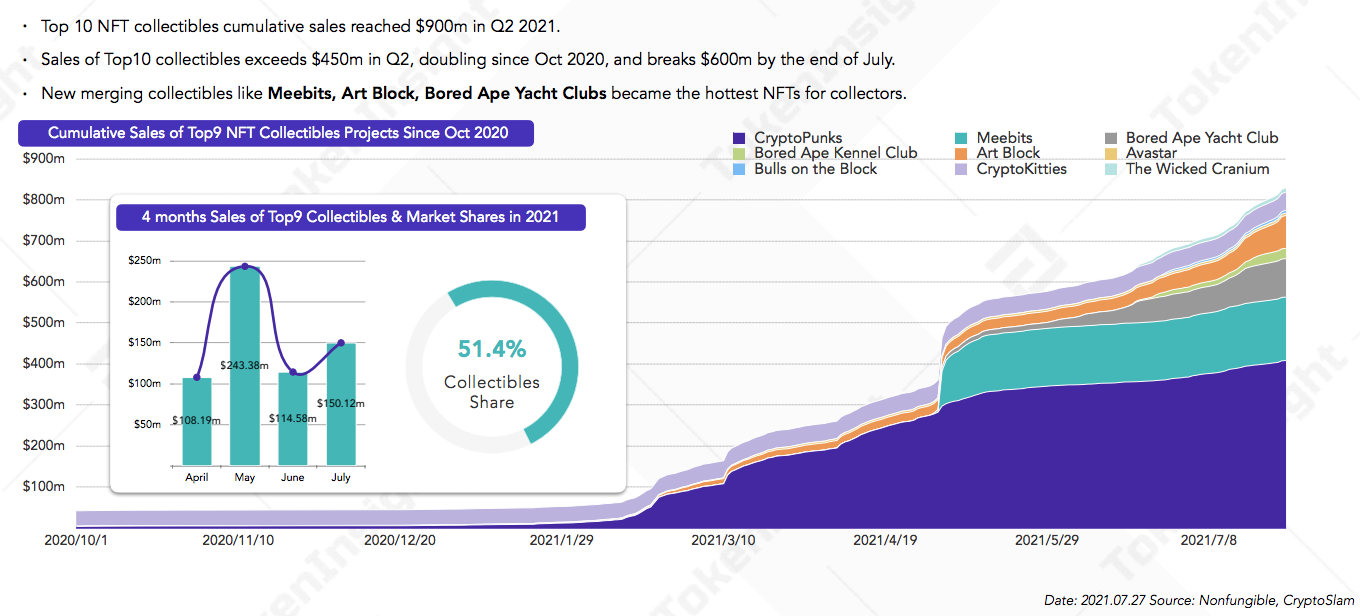 · Top 10 NFT collectibles cumulative sales reached $900m in Q2 2021.
· Sales of Top10 collectibles exceeds $450m in Q2, doubling since Oct 2020, and breaks $600m by the end of July.
· New merging collectibles like Meebits, Art Block, Bored Ape Yacht Clubs became the hottest NFTs for collectors.
Cumulative Sales of Top9 NFT Collectibles Projects Since Oct 2020
CryptoPunks Meebits Bored Ape Yacht Club
Bored Ape Kennel Club Art Block Avastar
Bulls on the Block CryptoKitties The Wicked Cranium
$900m
$800m
$700m
$600m
$500m
$400m
$300m
$200m
$100m
4 months Sales of Top9 Collectibles & Market Shares in 2021
$250m
$200m
$150m
$100m
$50m
$108.19m
$243.38m
$114.58m
$150.12m
April May June July
51.4%
Collectibles
Share
2020/10/1 2020/11/10 2020/12/20 2021/1/29 2021/3/10 2021/4/19 2021/5/29 2021/7/8
Date: 2021.07.27 Source: Nonfungible, CryptoSlam
TokenInsight